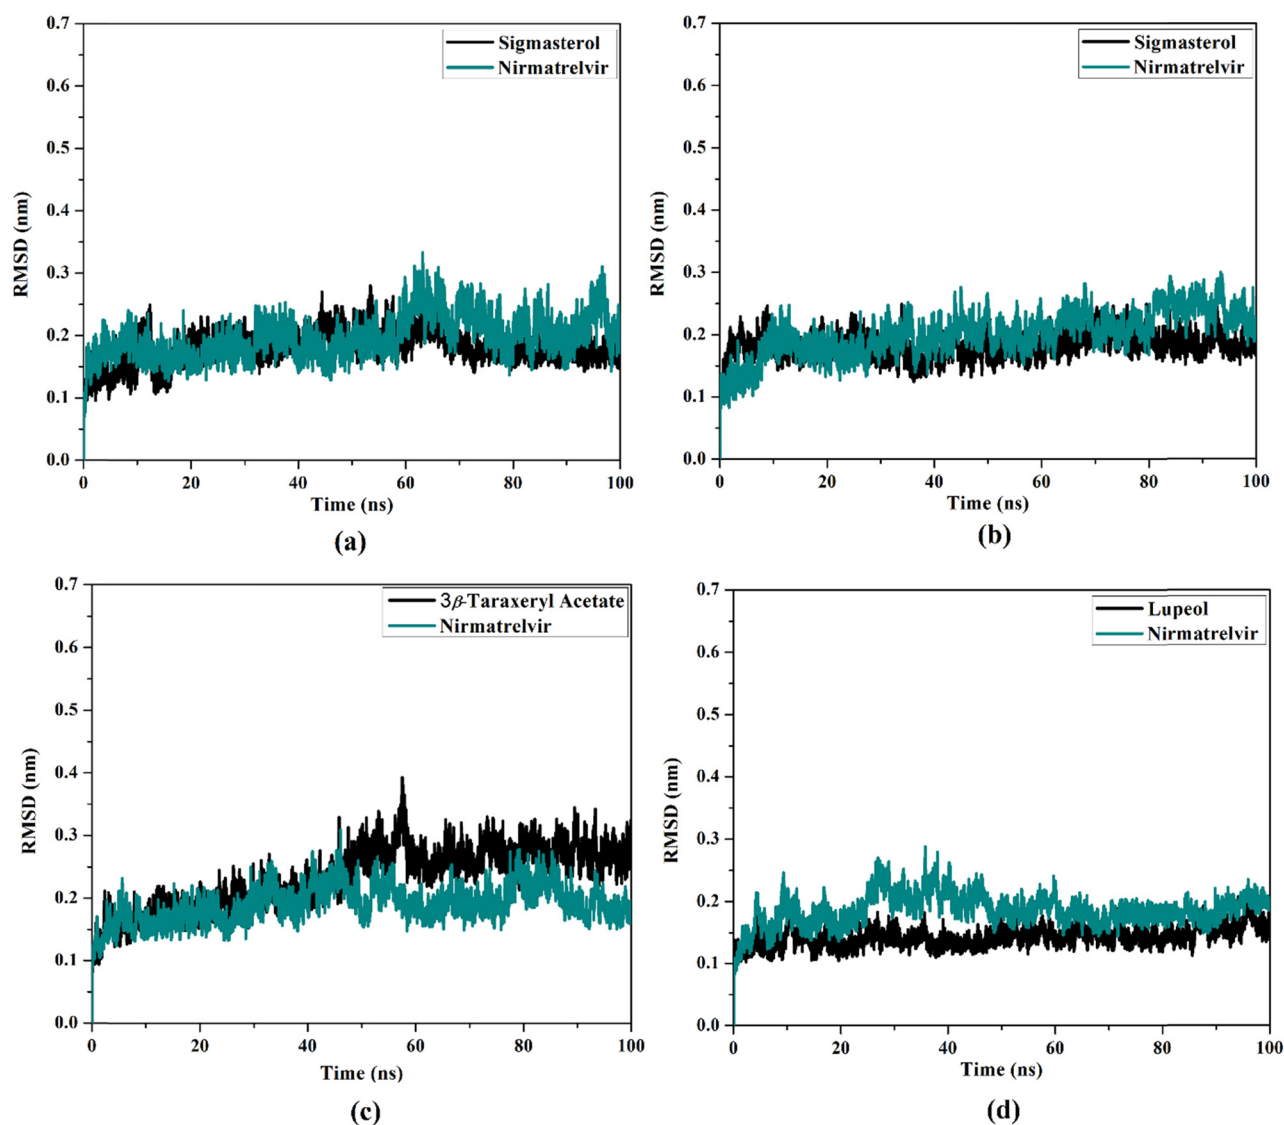 Sigmasterol
Nirmatrelvir
0.7
0.6
0.5
0.4
0.3
0.2
0.1
0.0
RMSD (nm)
0 20 40 60 80 100
Time (ns)
(a)
Sigmasterol
Nirmatrelvir
0.7
0.6
0.5
0.4
0.3
0.2
0.1
0.0
RMSD (nm)
0 20 40 60 80 100
Time (ns)
(b)
3β-Taraxeryl Acetate
Nirmatrelvir
0.7
0.6
0.5
0.4
0.3
0.2
0.1
0.0
RMSD (nm)
0 20 40 60 80 100
Time (ns)
(c)
Lupeol
Nirmatrelvir
0.7
0.6
0.5
0.4
0.3
0.2
0.1
0.0
RMSD (nm)
0 20 40 60 80 100
Time (ns)
(d)